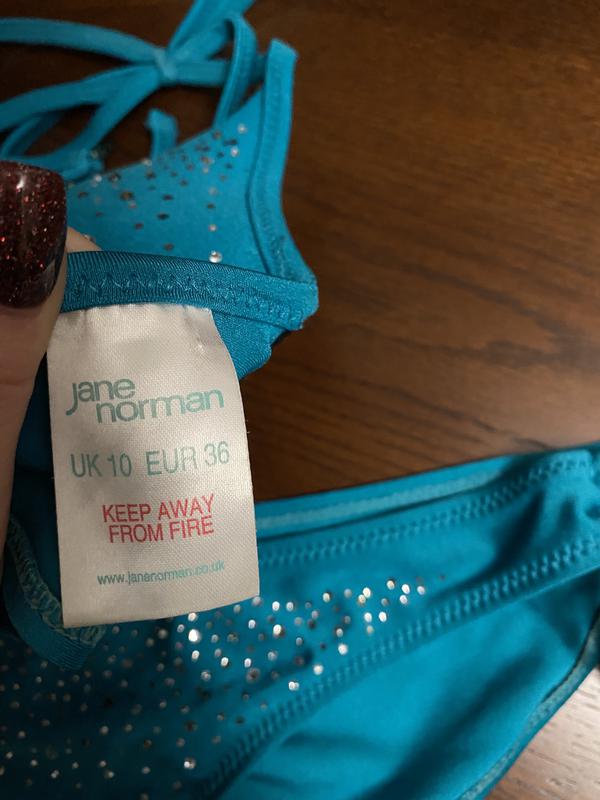 jane
norman
UK 10 EUR 36
KEEP AWAY
FROM FIRE
www.janenorman.co.uk